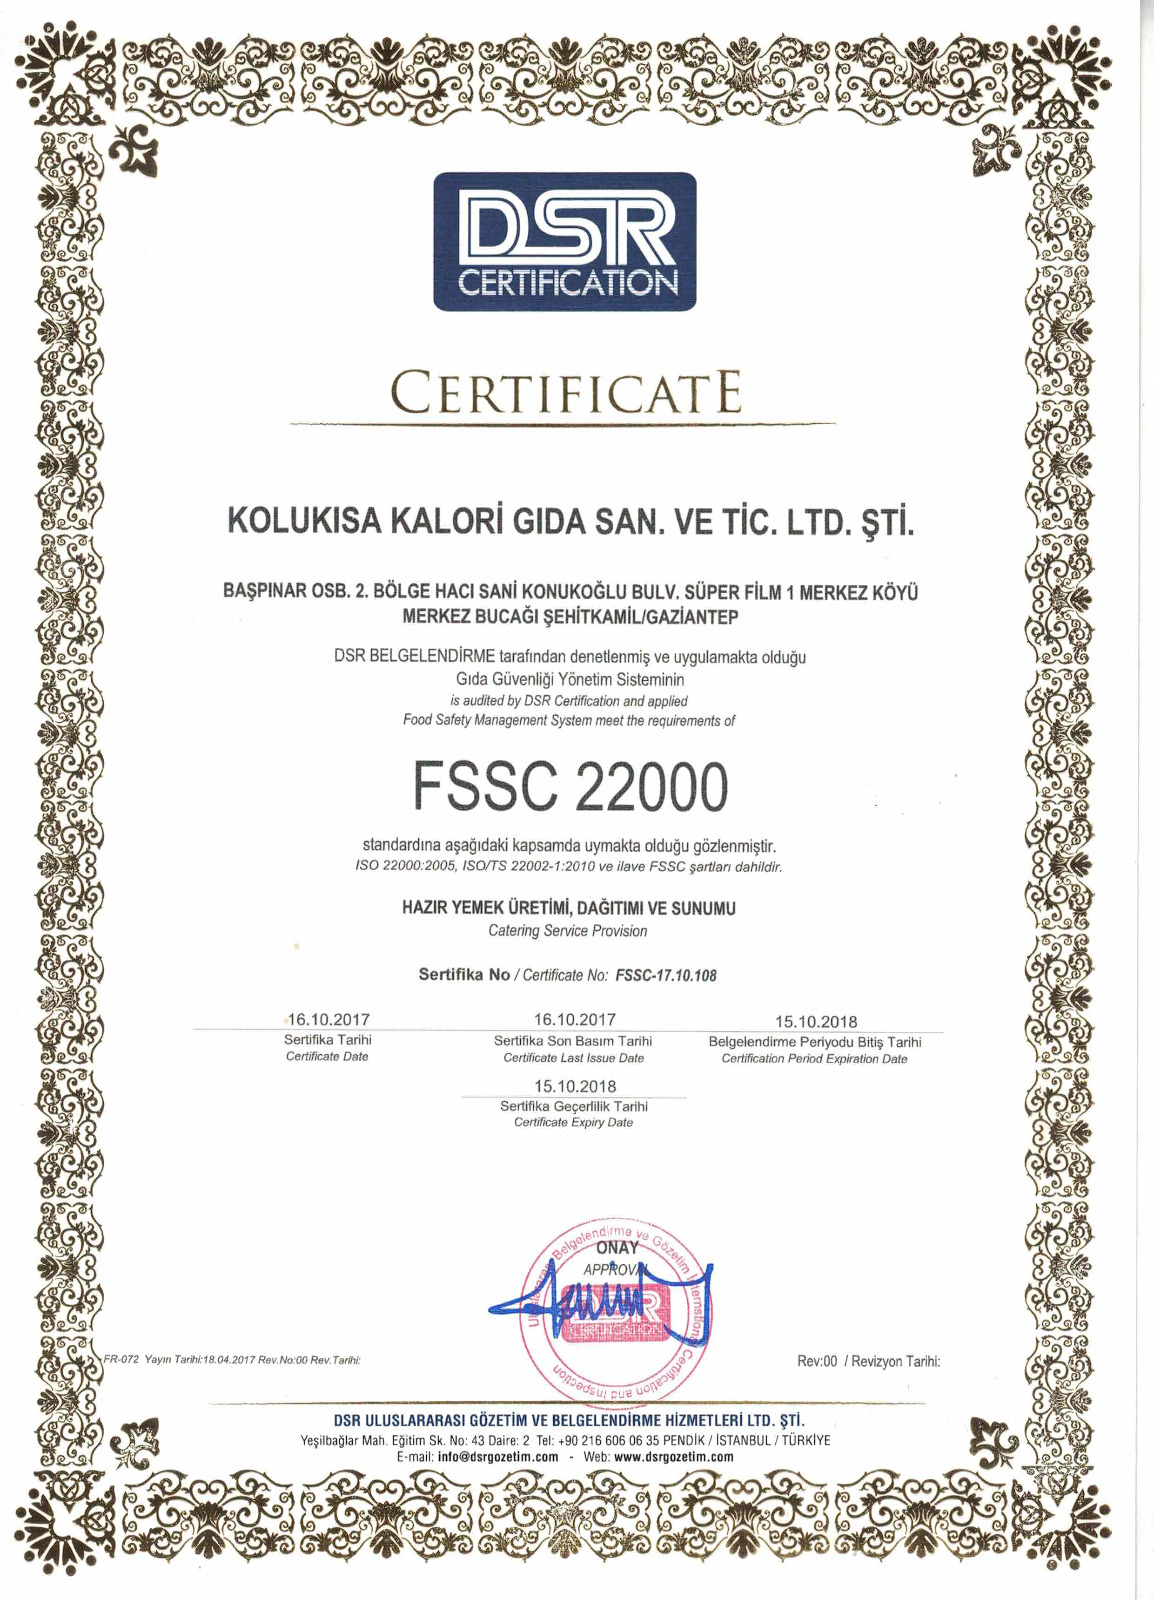 DSR
CERTIFICATION
CERTIFICATE
KOLUKISA KALORİ GIDA SAN. VE TİC. LTD. ŞTİ.
BAŞPINAR OSB. 2. BÖLGE HACI SANİ KONUKOĞLU BULV. SÜPER FİLM 1 MERKEZ KÖYÜ
MERKEZ BUCAĞI ŞEHİTKAMİL/GAZİANTEP
DSR BELGELENDİRME tarafından denetlenmiş ve uygulamakta olduğu
Gıda Güvenliği Yönetim Sisteminin
is audited by DSR Certification and applied
Food Safety Management System meet the requirements of
FSSC 22000
standardına aşağıdaki kapsamda uymakta olduğu gözlenmiştir.
ISO 22000:2005, ISO/TS 22002-1:2010 ve ilave FSSC şartları dahildir.
HAZIR YEMEK ÜRETİMİ, DAĞITIMI VE SUNUMU
Catering Service Provision
Sertifika No / Certificate No: FSSC-17.10.108
16.10.2017 16.10.2017 15.10.2018
Sertifika Tarihi Sertifika Son Basım Tarihi Belgelendirme Periyodu Bitiş Tarihi
Certificate Date Certificate Last Issue Date Certification Period Expiration Date
15.10.2018
Sertifika Geçerlilik Tarihi
Certificate Expiry Date
Uluslararası Belgelendirme ve Gözetim International Certification and Inspection
ONAY
APPROVAL
DSR
CERTIFICATION
FR-072 Yayın Tarihi:18.04.2017 Rev.No:00 Rev.Tarihi: Rev:00 / Revizyon Tarihi:
DSR ULUSLARARASI GÖZETİM VE BELGELENDİRME HİZMETLERİ LTD. ŞTİ.
Yeşilbağlar Mah. Eğitim Sk. No: 43 Daire: 2 Tel: +90 216 606 06 35 PENDİK / İSTANBUL / TÜRKİYE
E-mail: info@dsrgozetim.com - Web: www.dsrgozetim.com